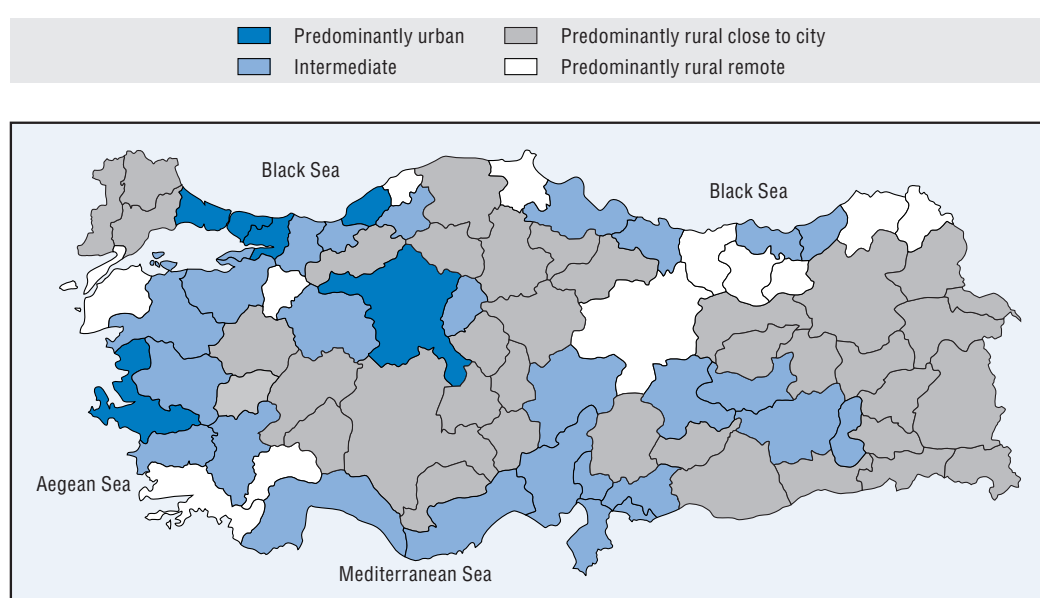 Predominantly urban
Predominantly rural close to city
Intermediate
Predominantly rural remote
Black Sea
Black Sea
Aegean Sea
Mediterranean Sea